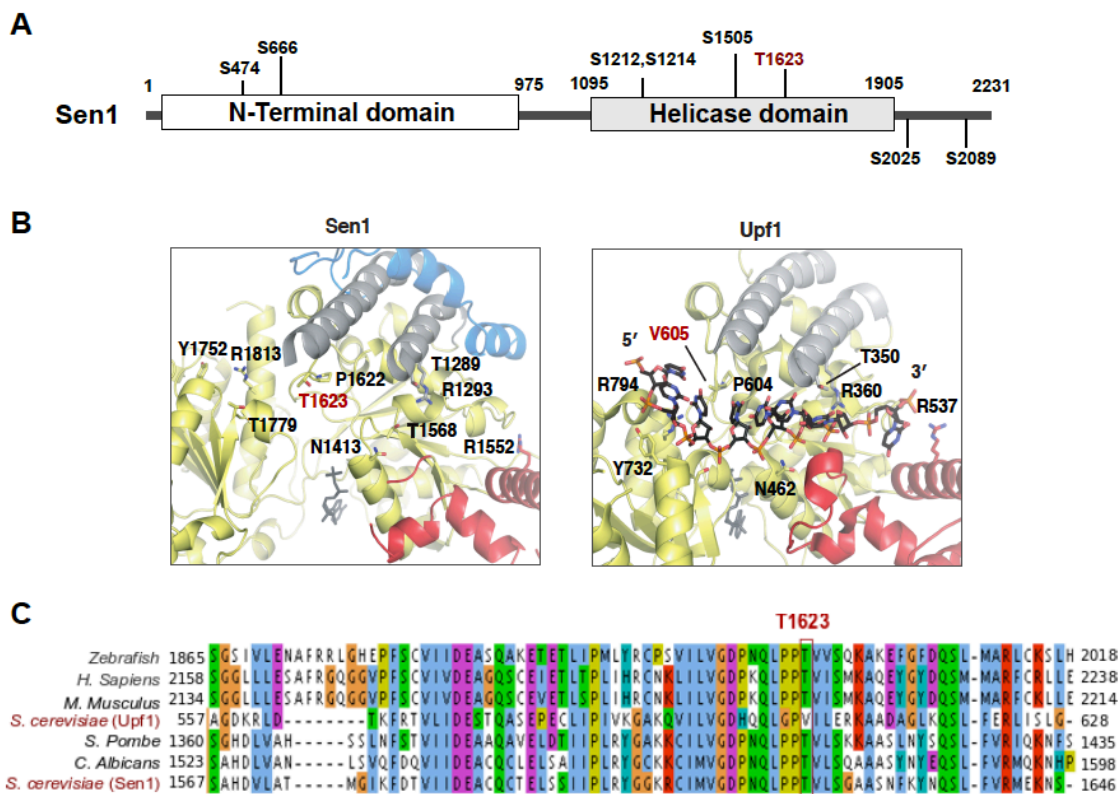 A
S666
S474
S1505
S1212,S1214
T1623
1
975
1095
1905
2231
Sen1
N-Terminal domain
Helicase domain
S2025
S2089
B
Sen1
Upf1
Y1752
R1813
P1622
T1289
T1623
R1293
T1779
T1568
N1413
R1552
V605
5′
T350
3′
R794
P604
R360
R537
Y732
N462
C
T1623
Zebrafish 1865 SGSIVLENAFRRLGHEPFSCVIIDEASQAKETETLIPMLYRCPSVILVGDPNQLPPTVVSQKAKEFGFDQSL-MARLCKSLH 2018
H. Sapiens 2158 SGGLLLESAFRGQGGVPFSCVIVDEAGQSCEIETLTPLIHRCNKLILVGDPKQLPPTVISMKAQEYGYDQSM-MARFCRLLE 2238
M. Musculus 2134 SGGLLLESAFRGQGGVPFSCVIVDEAGQSCEVETLSPLIHRCNKLILVGDPNQLPPTVISMKAQEYGYDQSM-MARFCKLLE 2214
S. cerevisiae (Upf1) 557 AGDKRLD--------TKFRTVLIDESTQASEPECLIPIVKGAKQVILVGDHQQLGPVILERKAADAGLKQSL-FERLISLG- 628
S. Pombe 1360 SGHDLVAH-----SSLNFSTVIIDEAAQAVELDTIIPLRYGAKKCILVGDPNQLPPTVLSKKAASLNYSQSL-FVRIQKNFS 1435
C. Albicans 1523 SAHDLVAN-----LSVQFDQVIIDEACQCLELSAIIPLRYGCKKCIMVGDPNQLPPTVLSQAAASYNYEQSL-FVRMQKNHP 1598
S. cerevisiae (Sen1) 1567 SAHDLVAT-----MGIKFDTVIIDEACQCTELSSIIPLRYGGKRCIMVGDPNQLPPTVLSGAASNFKYNQSL-FVRMEKNS- 1646